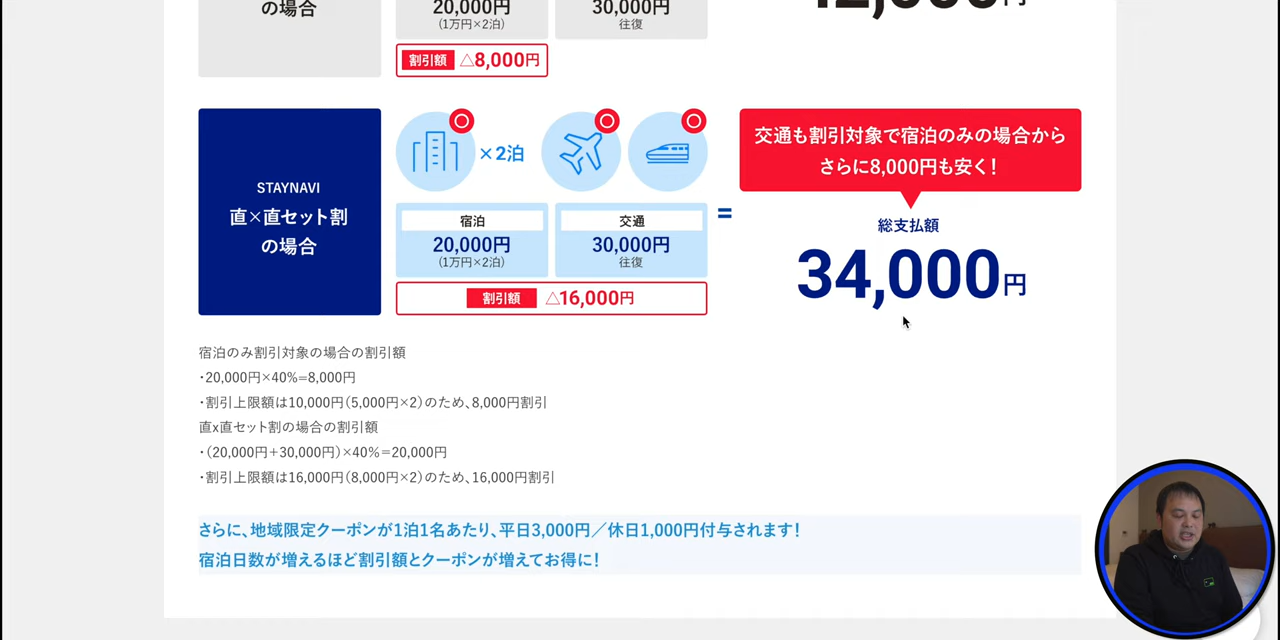 の場合
20,000円
(1万円×2泊)
30,000円
往復
割引額 △8,000円
STAYNAVI
直×直セット割
の場合
×2泊
宿泊
20,000円
(1万円×2泊)
交通
30,000円
往復
割引額 △16,000円
=
交通も割引対象で宿泊のみの場合から
さらに8,000円も安く!
総支払額
34,000円
宿泊のみ割引対象の場合の割引額
・20,000円×40%=8,000円
・割引上限額は10,000円(5,000円×2)のため、8,000円割引
直x直セット割の場合の割引額
・(20,000円+30,000円)×40%=20,000円
・割引上限額は16,000円(8,000円×2)のため、16,000円割引
さらに、地域限定クーポンが1泊1名あたり、平日3,000円/休日1,000円付与されます!
宿泊日数が増えるほど割引額とクーポンが増えてお得に!